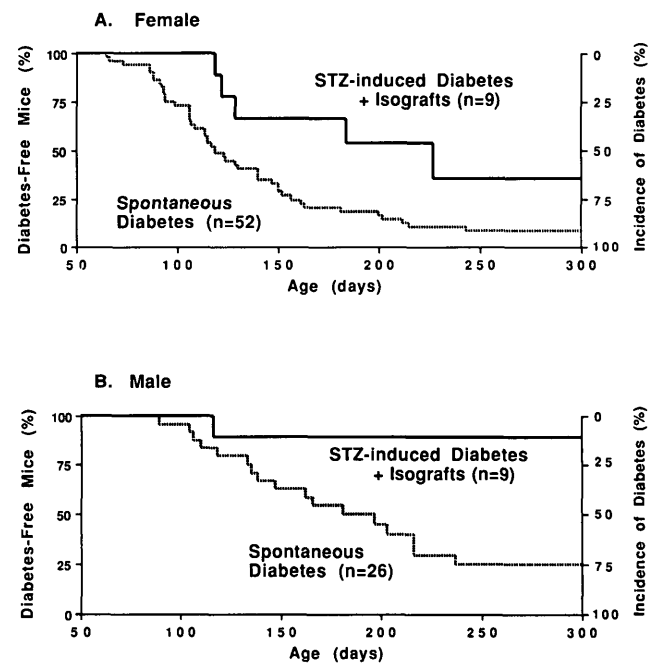 A. Female
Diabetes-Free Mice (%)
100
75
50
25
0
STZ-induced Diabetes
+ Isografts (n=9)
Spontaneous
Diabetes (n=52)
0
25
50
75
100
Incidence of Diabetes (%)
50 100 150 200 250 300
Age (days)
B. Male
Diabetes-Free Mice (%)
100
75
50
25
0
STZ-induced Diabetes
+ Isografts (n=9)
Spontaneous
Diabetes (n=26)
0
25
50
75
100
Incidence of Diabetes (%)
50 100 150 200 250 300
Age (days)